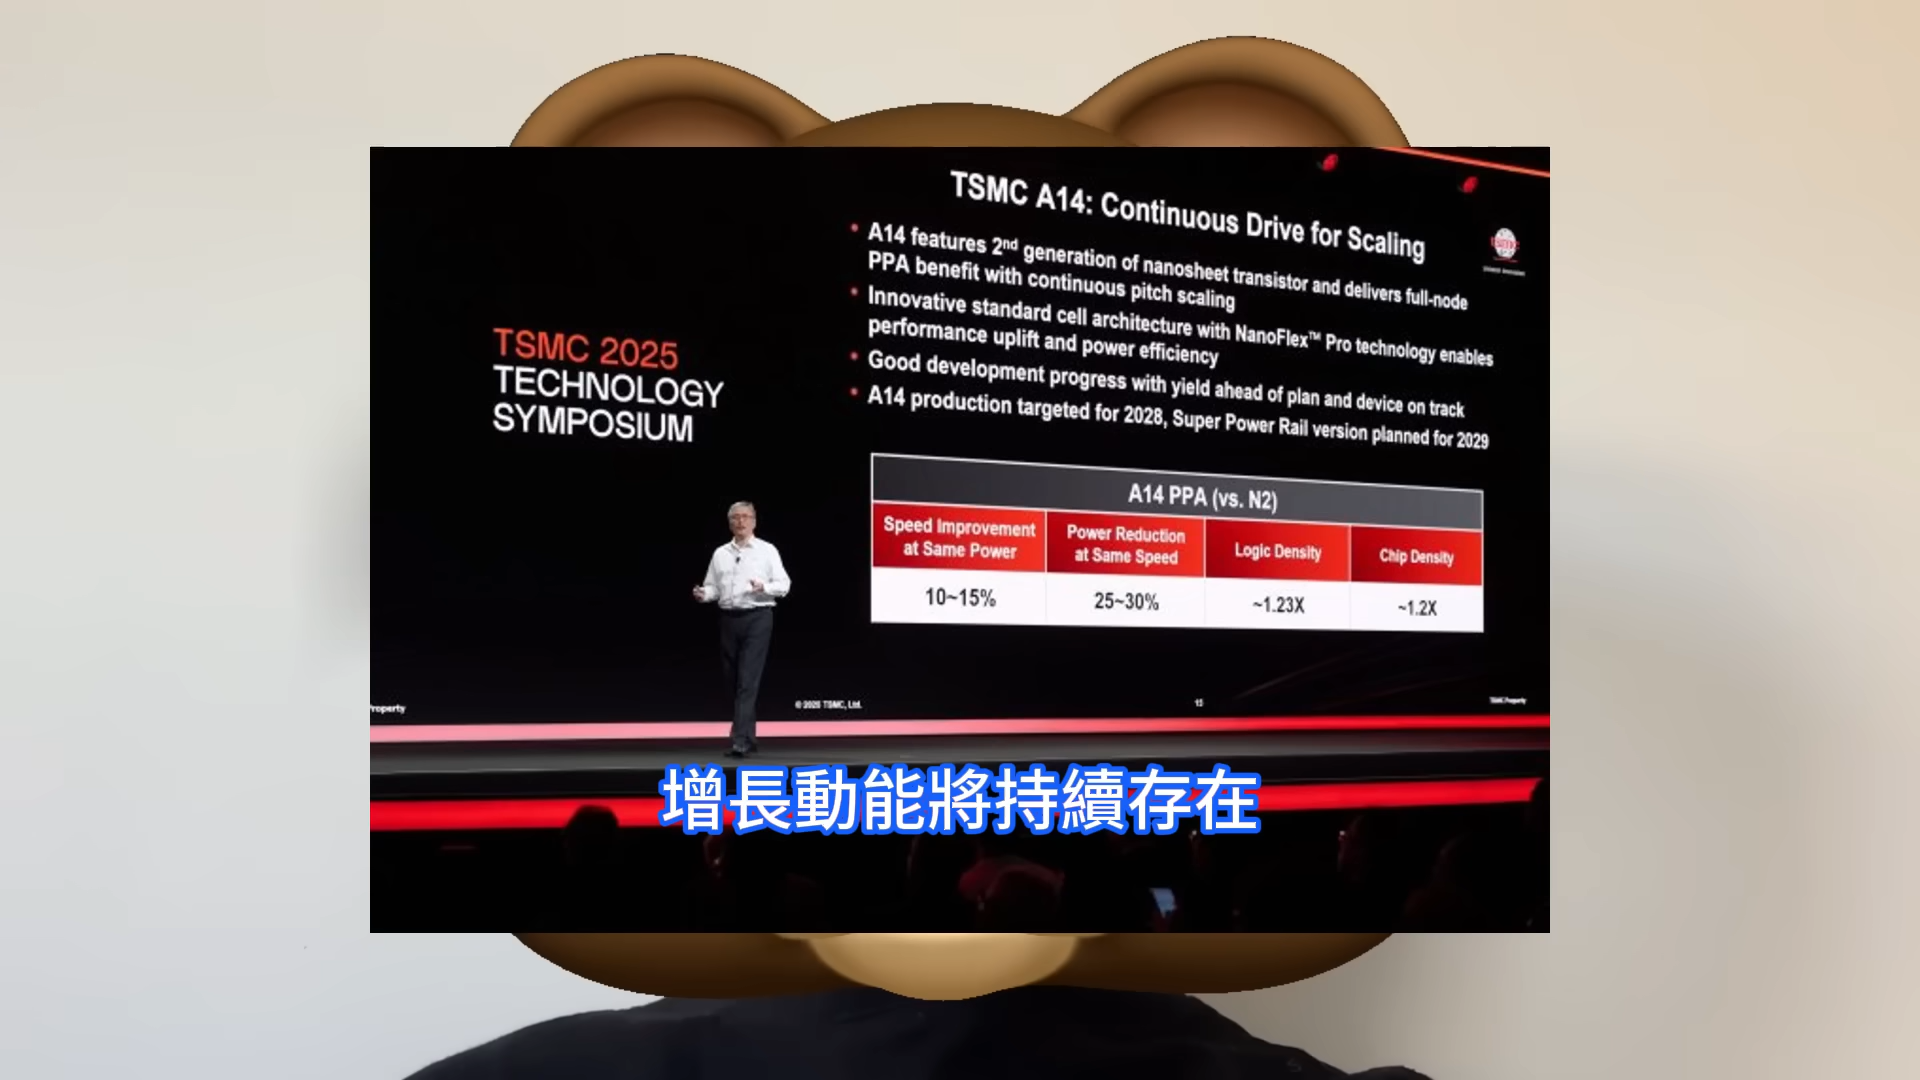 TSMC 2025
TECHNOLOGY
SYMPOSIUM
TSMC A14: Continuous Drive for Scaling
• A14 features 2nd generation of nanosheet transistor and delivers full-node
PPA benefit with continuous pitch scaling
• Innovative standard cell architecture with NanoFlex™ Pro technology enables
performance uplift and power efficiency
• Good development progress with yield ahead of plan and device on track
• A14 production targeted for 2028, Super Power Rail version planned for 2029
A14 PPA (vs. N2)
Speed Improvement
at Same Power
Power Reduction
at Same Speed
Logic Density
Chip Density
10~15%
25~30%
~1.23X
~1.2X
roperty
© 2025 TSMC, Ltd.
15
TSMC Property
增長動能將持續存在